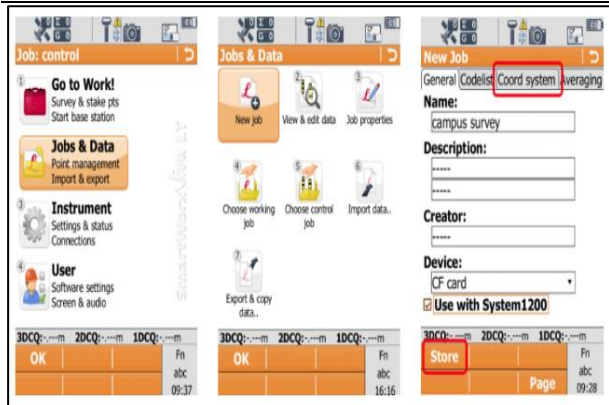 Job: control
1
Go to Work!
Survey & stake pts
Start base station
Jobs & Data
Point management
Import & export
3
Instrument
Settings & status
Connections
User
Software settings
Screen & audio
SmartWorx Viva LT
3DCQ:-.---m 2DCQ:-.---m 1DCQ:-.---m
OK
Fn
abc
09:37
Jobs & Data
New job
2
View & edit data
3
Job properties
4
Choose working
job
5
Choose control
job
6
Import data..
7
Export & copy
data..
3DCQ:-.---m 2DCQ:-.---m 1DCQ:-.---m
OK
Fn
abc
16:16
New Job
General Codelist Coord system Averaging
Name:
campus survey
Description:
-----
-----
Creator:
-----
Device:
CF card
Use with System1200
3DCQ:-.---m 2DCQ:-.---m 1DCQ:-.---m
Store
Fn
abc
Page
09:28